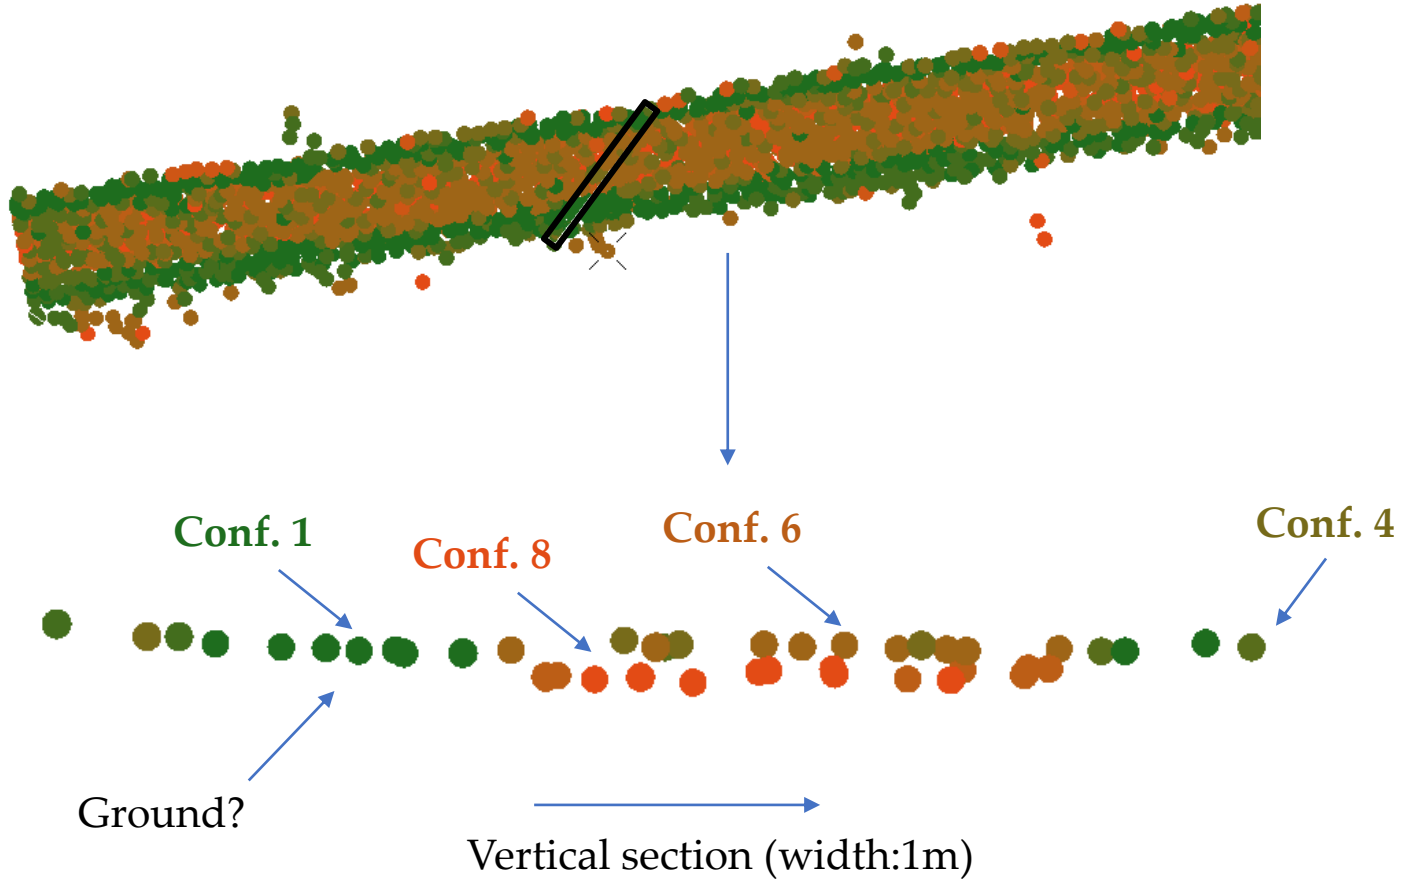 Conf. 1
Conf. 8
Conf. 6
Conf. 4
Ground?
Vertical section (width:1m)